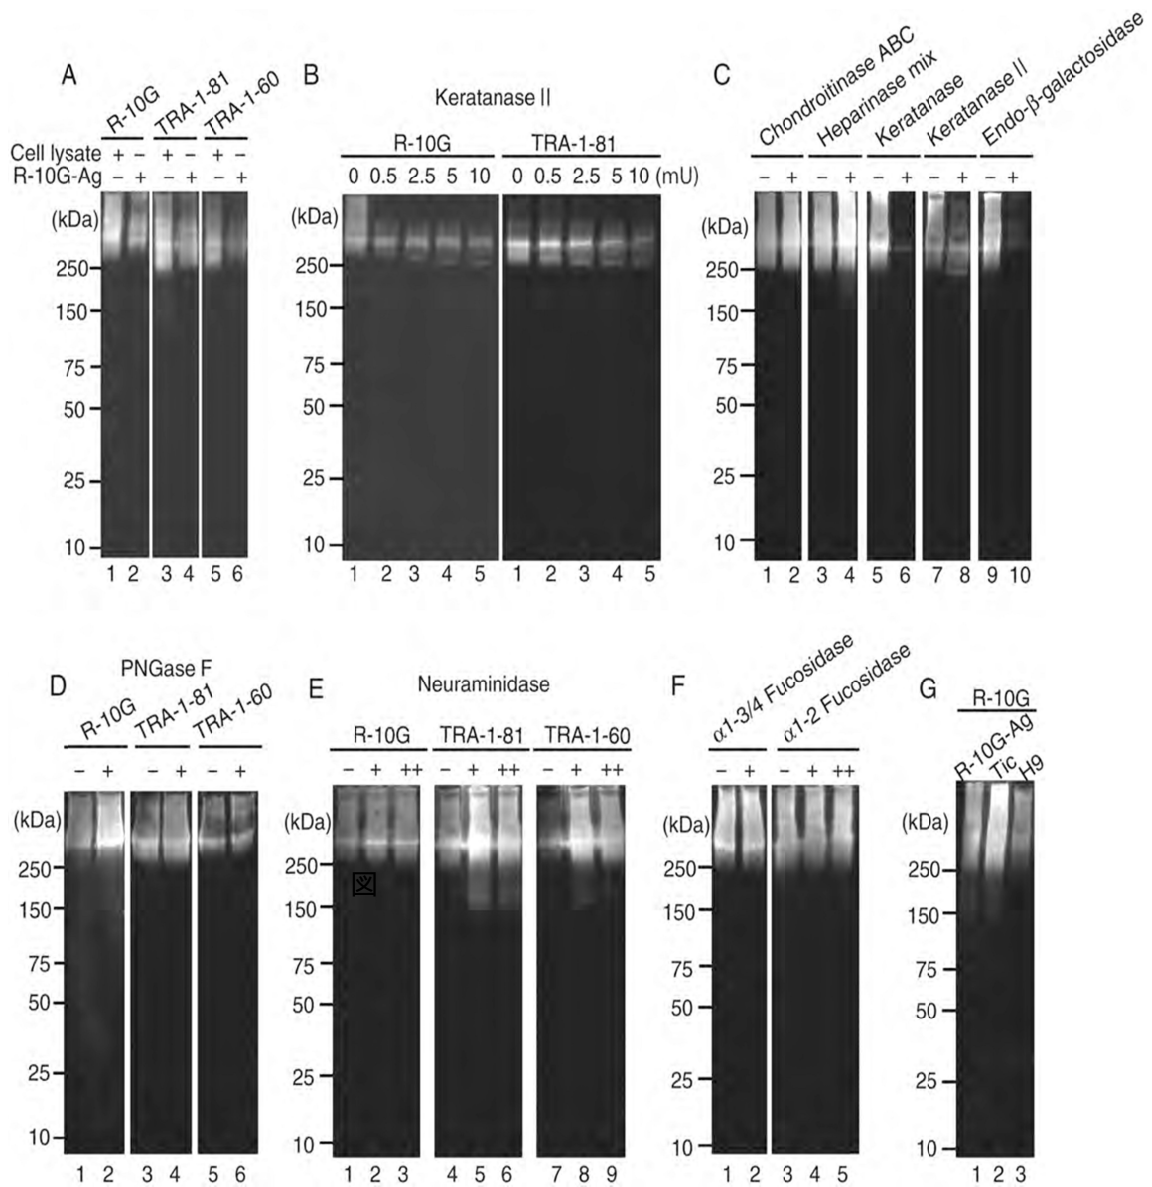 A
R-10G TRA-1-81 TRA-1-60
Cell lysate + − + − + −
R-10G-Ag − + − + − +
(kDa)
250
150
75
50
25
10
1 2 3 4 5 6
B
Keratanase II
R-10G TRA-1-81
0 0.5 2.5 5 10 0 0.5 2.5 5 10 (mU)
(kDa)
250
150
75
50
25
10
1 2 3 4 5 1 2 3 4 5
C
Chondroitinase ABC Heparinase mix Keratanase Keratanase II Endo-β-galactosidase
− + − + − + − + − +
(kDa)
250
150
75
50
25
10
1 2 3 4 5 6 7 8 9 10
D
PNGase F
R-10G TRA-1-81 TRA-1-60
− + − + − +
(kDa)
250
150
75
50
25
10
1 2 3 4 5 6
E
Neuraminidase
R-10G TRA-1-81 TRA-1-60
− + ++ − + ++ − + ++
(kDa)
250
図
150
75
50
25
10
1 2 3 4 5 6 7 8 9
F
α1-3/4 Fucosidase α1-2 Fucosidase
− + − + ++
(kDa)
250
150
75
50
25
10
1 2 3 4 5
G
R-10G
R-10G-Ag Tic H9
(kDa)
250
150
75
50
25
10
1 2 3